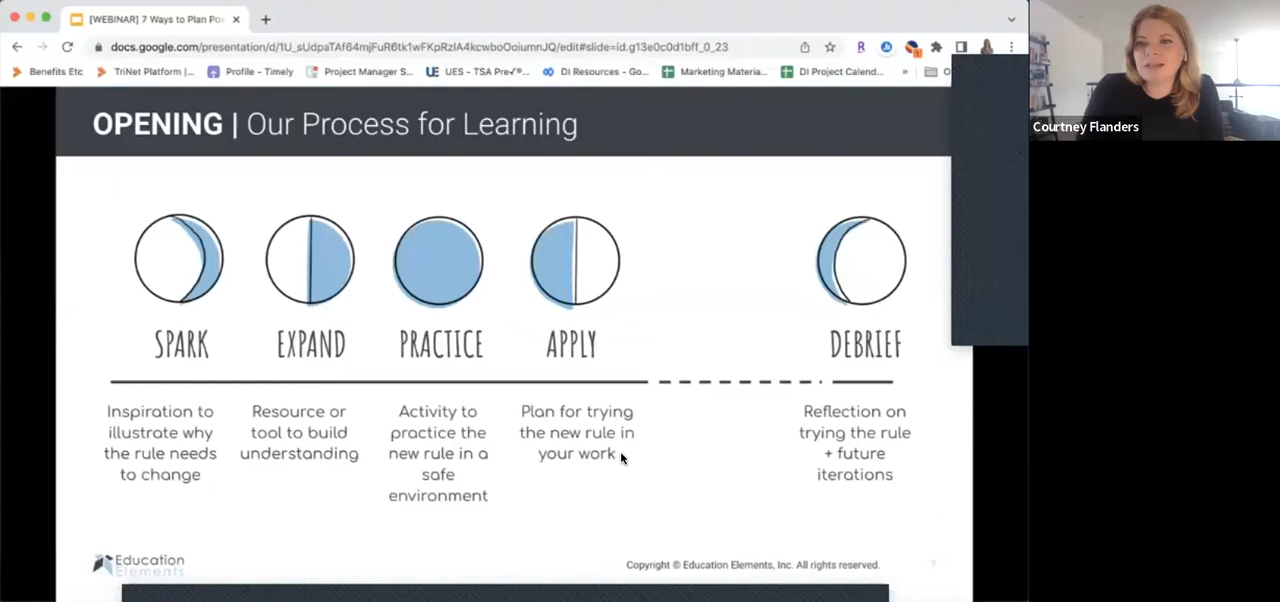 [WEBINAR] 7 Ways to Plan Po
docs.google.com/presentation/d/1U_sUdpaTAf64mjFuR6tk1wFKpRzIA4kcwboOoiumnJQ/edit#slide=id.g13e0c0d1bff_0_23
Benefits Etc
TriNet Platform |...
Profile - Timely
Project Manager S...
UES - TSA Pre✓®...
DI Resources - Go...
Marketing Materia...
DI Project Calend...
»
Courtney Flanders
OPENING | Our Process for Learning
SPARK
EXPAND
PRACTICE
APPLY
DEBRIEF
Inspiration to
illustrate why
the rule needs
to change
Resource or
tool to build
understanding
Activity to
practice the
new rule in a
safe
environment
Plan for trying
the new rule in
your work
Reflection on
trying the rule
+ future
iterations
Education
Elements
Copyright © Education Elements, Inc. All rights reserved.